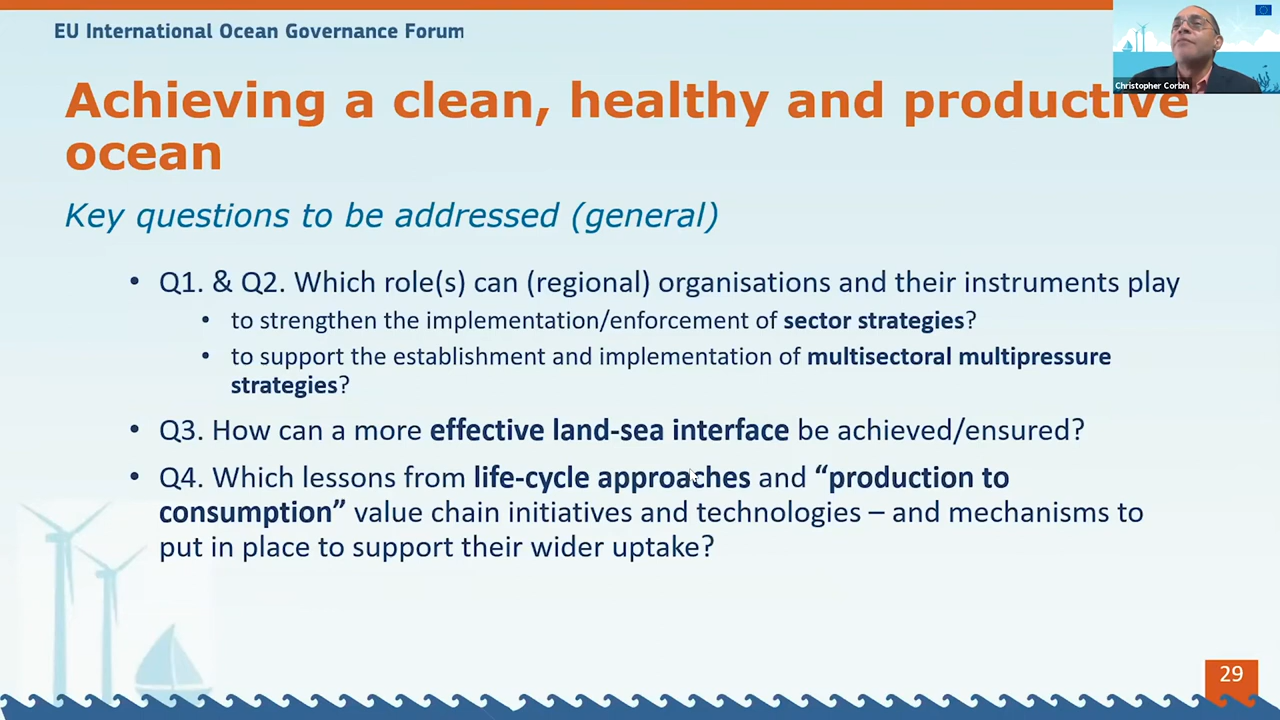 EU International Ocean Governance Forum
Christopher Corbin
Achieving a clean, healthy and productive
ocean
Key questions to be addressed (general)
• Q1. & Q2. Which role(s) can (regional) organisations and their instruments play
• to strengthen the implementation/enforcement of sector strategies?
• to support the establishment and implementation of multisectoral multipressure
strategies?
• Q3. How can a more effective land-sea interface be achieved/ensured?
• Q4. Which lessons from life-cycle approaches and “production to
consumption” value chain initiatives and technologies – and mechanisms to
put in place to support their wider uptake?
29